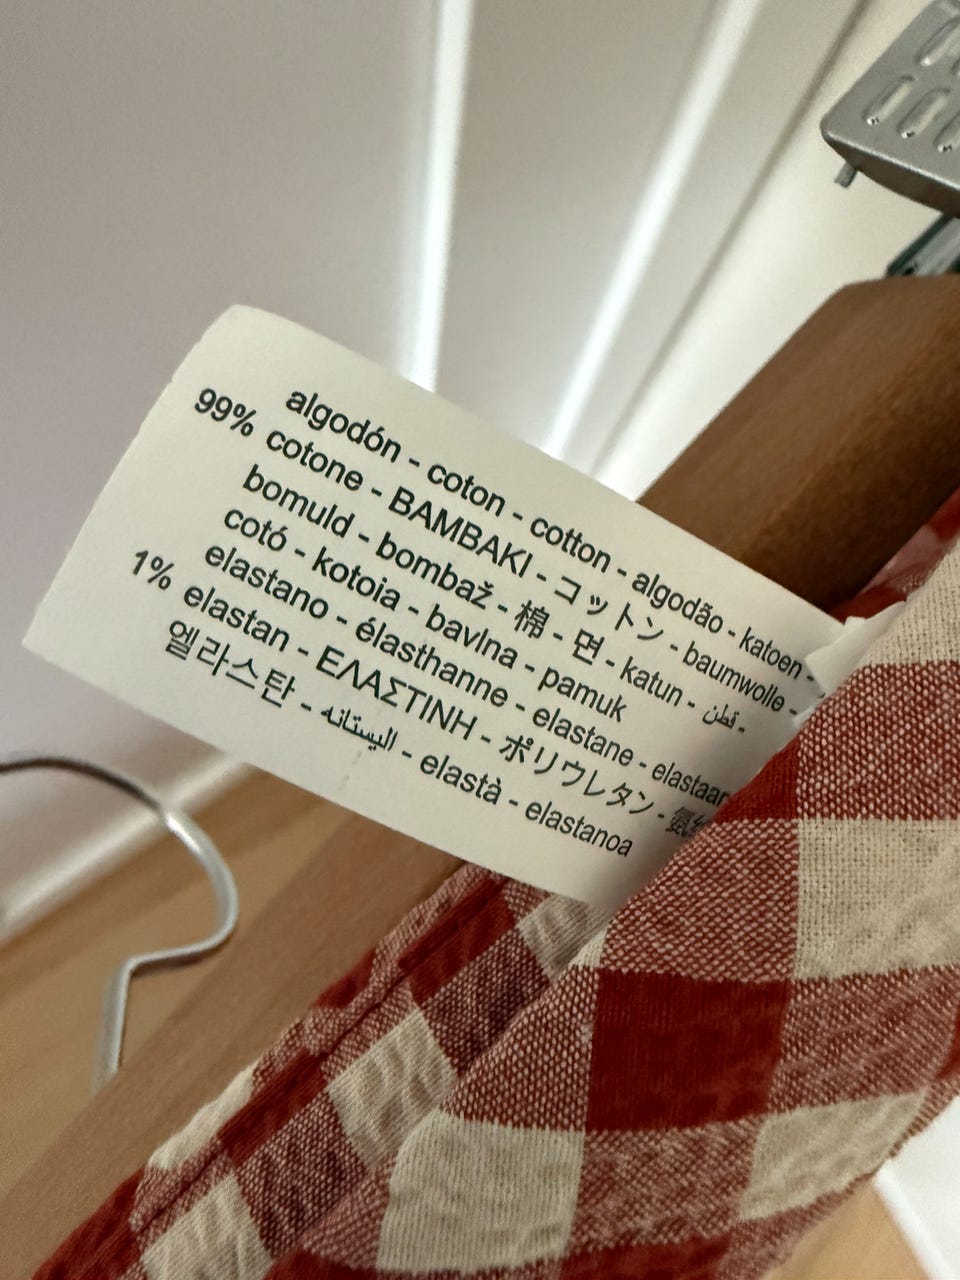 algodón - coton - cotton - algodão - katoen -
99% cotone - BAMBAKI - コットン - baumwolle -
bomuld - bombaž - 棉 - 면 - katun - قطن -
cotó - kotoia - bavlna - pamuk
elastano - élasthanne - elastane - elastaan
1% elastan - ΕΛΑΣΤΙΝΗ - ポリウレタン - 氨纶
엘라스탄 - اليستانه - elastà - elastanoa